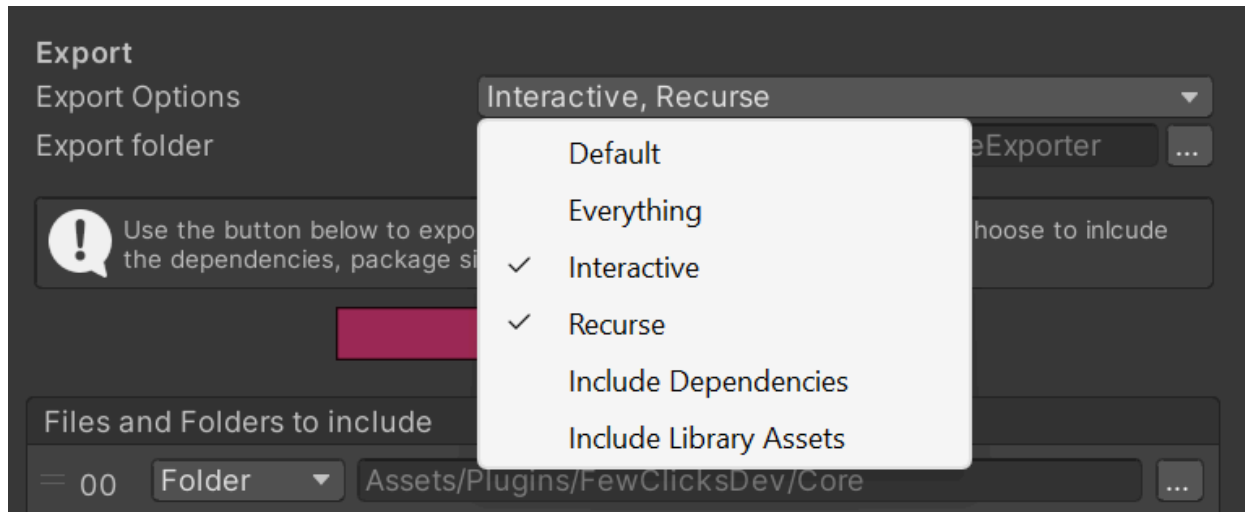 Export
Export Options Interactive, Recurse
Export folder eExporter ...
Default
Everything
Use the button below to expo hoose to inlcude
the dependencies, package si
Interactive
Recurse
Include Dependencies
Files and Folders to include
Include Library Assets
00 Folder Assets/Plugins/FewClicksDev/Core ...